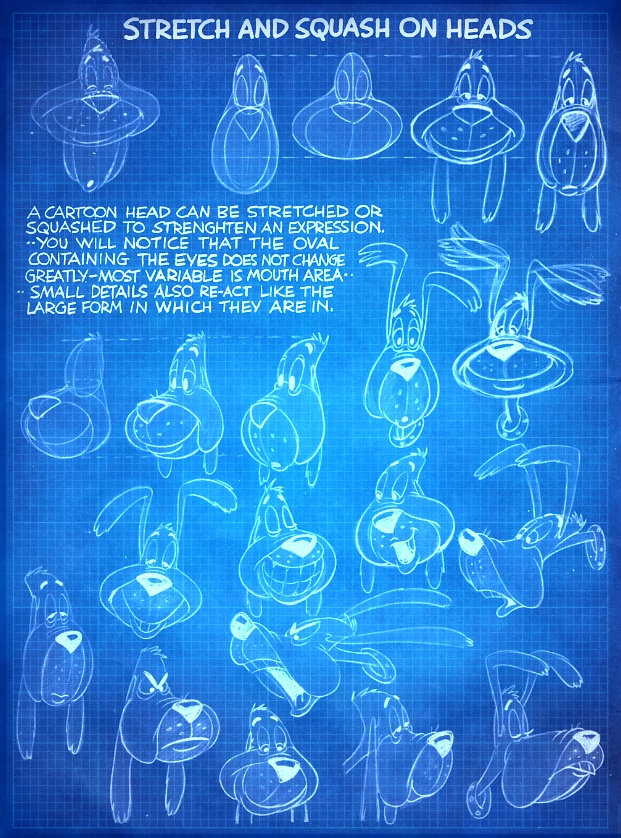 STRETCH AND SQUASH ON HEADS
A CARTOON HEAD CAN BE STRETCHED OR
SQUASHED TO STRENGHTEN AN EXPRESSION.
··YOU WILL NOTICE THAT THE OVAL
CONTAINING THE EYES DOES NOT CHANGE
GREATLY–MOST VARIABLE IS MOUTH AREA··
··SMALL DETAILS ALSO RE-ACT LIKE THE
LARGE FORM IN WHICH THEY ARE IN.